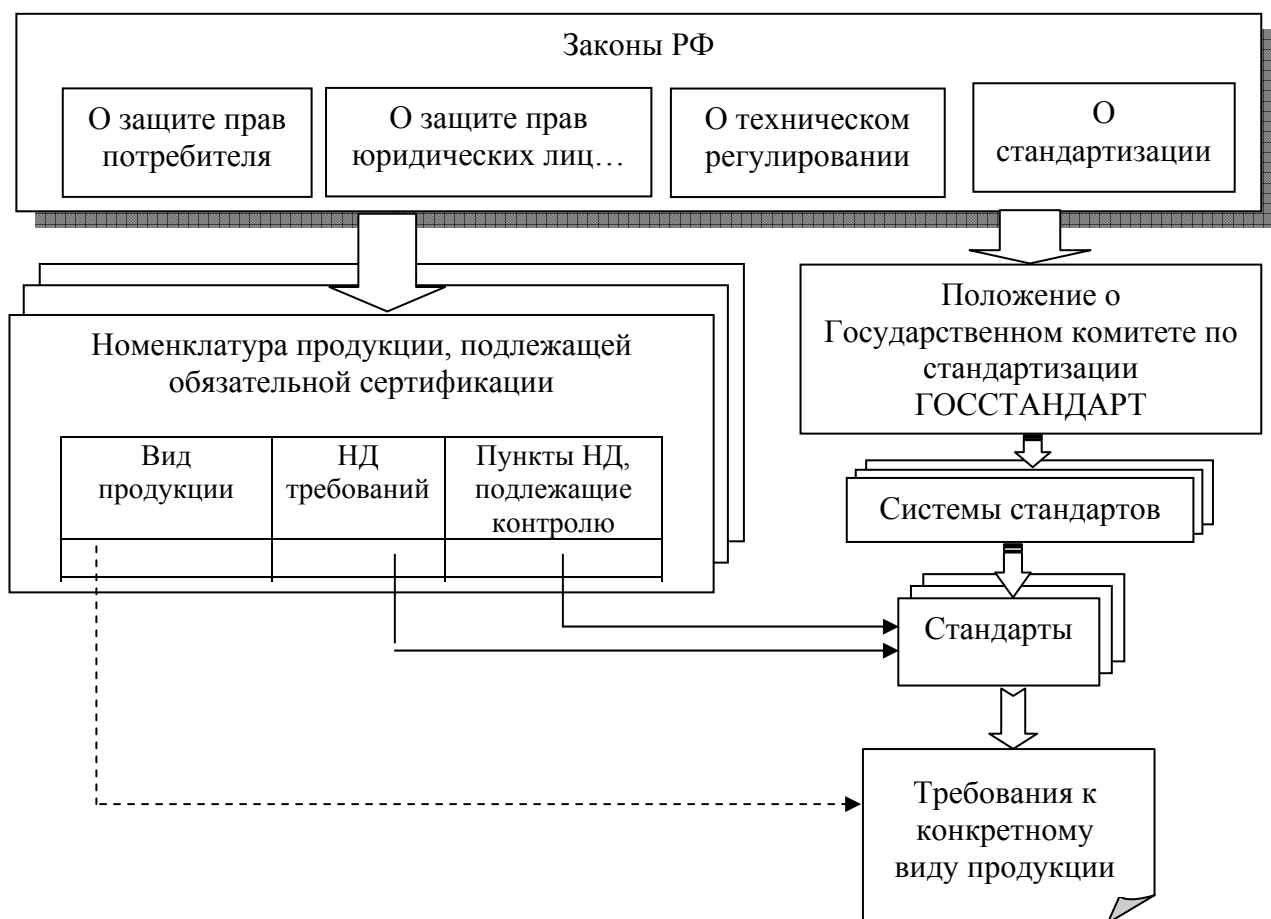 Законы РФ
О защите прав
потребителя
О защите прав
юридических лиц…
О техническом
регулировании
О
стандартизации
Номенклатура продукции, подлежащей
обязательной сертификации
Вид
продукции
НД
требований
Пункты НД,
подлежащие
контролю
Положение о
Государственном комитете по
стандартизации
ГОССТАНДАРТ
Системы стандартов
Стандарты
Требования к
конкретному
виду продукции